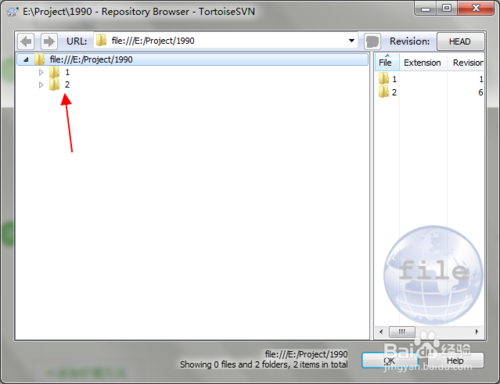 E:\Project\1990 - Repository Browser - TortoiseSVN
URL: file:///E:/Project/1990 Revision: HEAD
file:///E:/Project/1990
1
2
File Extension Revision
1 1
2 6
file
file:///E:/Project/1990
Showing 0 files and 2 folders, 2 items in total
OK Help
Baidu 经验
jingyan.baidu.com